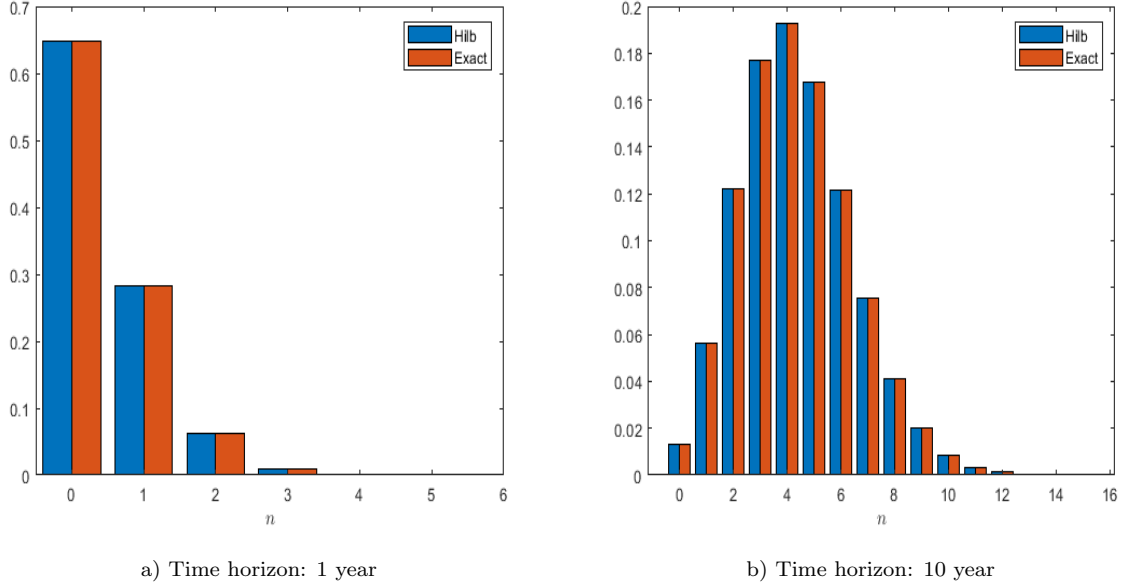 0.7
0.6
0.5
0.4
0.3
0.2
0.1
0
0 1 2 3 4 5 6
n
Hilb
Exact
a) Time horizon: 1 year
0.2
0.18
0.16
0.14
0.12
0.1
0.08
0.06
0.04
0.02
0
0 2 4 6 8 10 12 14 16
n
Hilb
Exact
b) Time horizon: 10 year